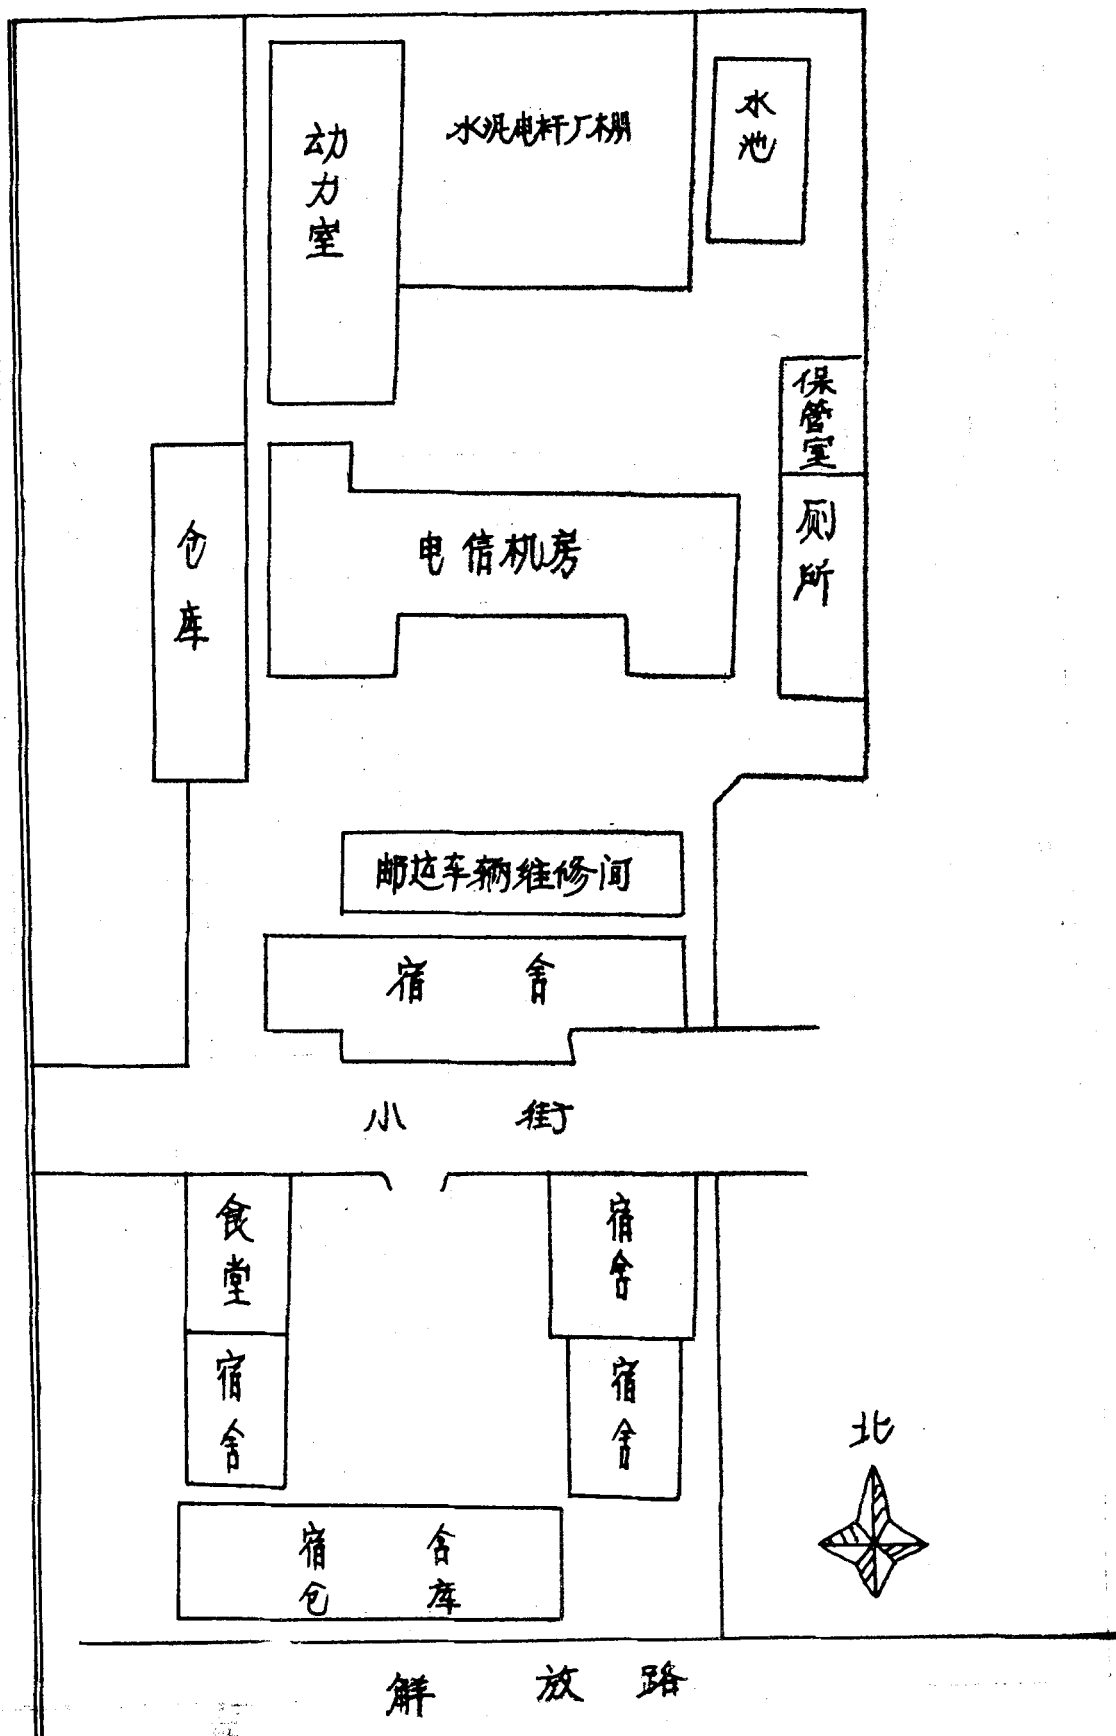 动力室
水泥电杆厂棚
水池
保管室
厕所
仓库
电信机房
邮运车辆维修间
宿舍
小街
食堂
宿舍
宿舍
宿舍
宿舍
仓库
北
解放路